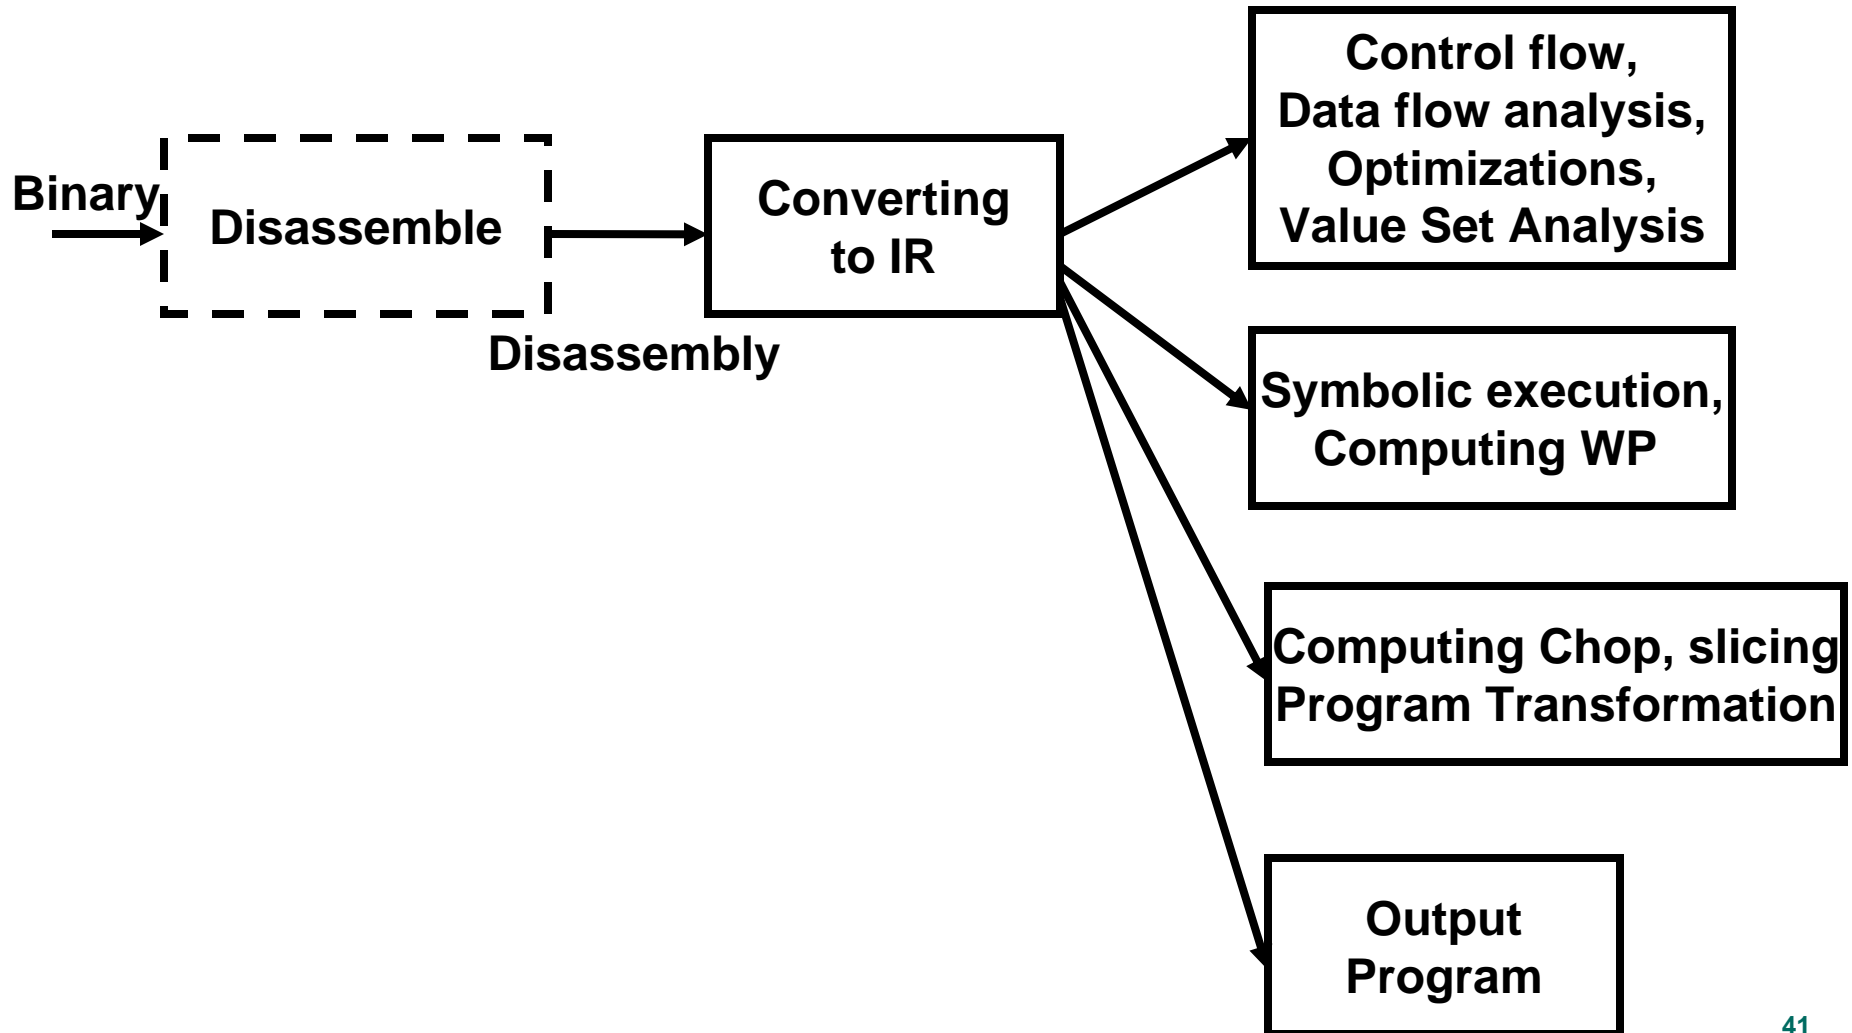 Binary
Disassemble
Disassembly
Converting
to IR
Control flow,
Data flow analysis,
Optimizations,
Value Set Analysis
Symbolic execution,
Computing WP
Computing Chop, slicing
Program Transformation
Output
Program
41